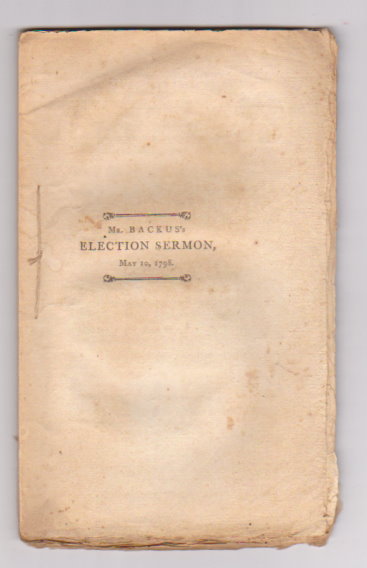 Mr. BACKUS's
ELECTION SERMON,
May 10, 1798.